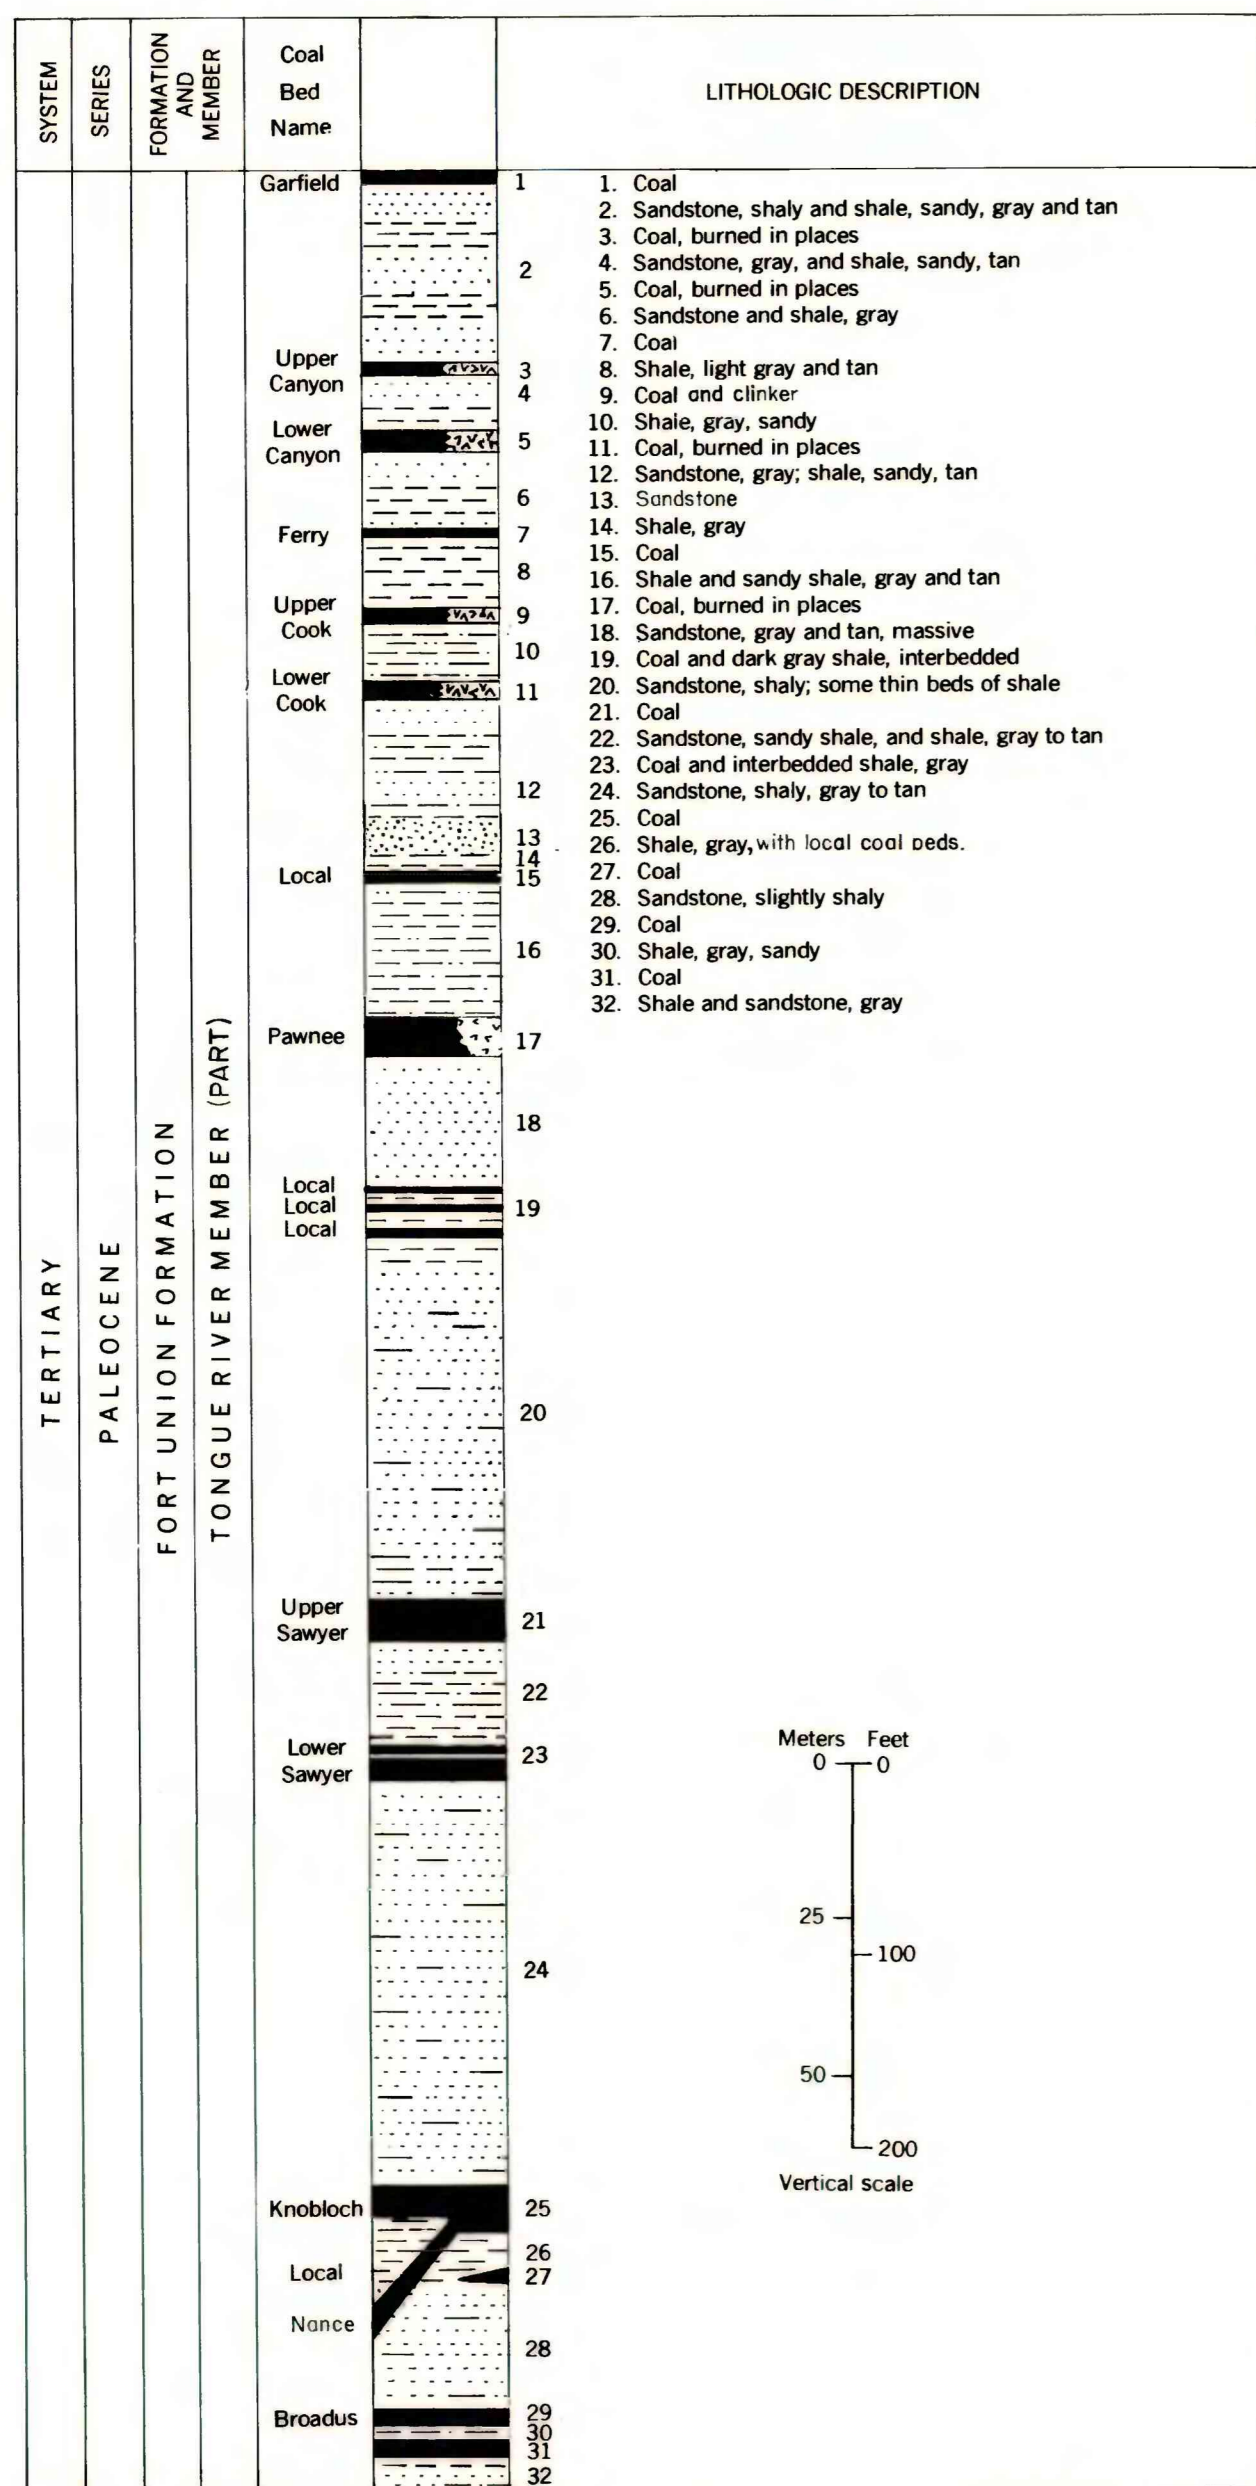 SYSTEM
SERIES
FORMATION
AND
MEMBER
Coal
Bed
Name
LITHOLOGIC DESCRIPTION
TERTIARY
PALEOCENE
FORT UNION FORMATION
TONGUE RIVER MEMBER (PART)
Garfield
1
2
Upper
Canyon
3
4
Lower
Canyon
5
6
Ferry
7
8
Upper
Cook
9
10
Lower
Cook
11
12
13
14
Local
15
16
Pawnee
17
18
Local
Local
Local
19
20
Upper
Sawyer
21
22
Lower
Sawyer
23
24
Knobloch
25
26
Local
27
Nance
28
Broadus
29
30
31
32
1. Coal
2. Sandstone, shaly and shale, sandy, gray and tan
3. Coal, burned in places
4. Sandstone, gray, and shale, sandy, tan
5. Coal, burned in places
6. Sandstone and shale, gray
7. Coal
8. Shale, light gray and tan
9. Coal and clinker
10. Shale, gray, sandy
11. Coal, burned in places
12. Sandstone, gray; shale, sandy, tan
13. Sandstone
14. Shale, gray
15. Coal
16. Shale and sandy shale, gray and tan
17. Coal, burned in places
18. Sandstone, gray and tan, massive
19. Coal and dark gray shale, interbedded
20. Sandstone, shaly; some thin beds of shale
21. Coal
22. Sandstone, sandy shale, and shale, gray to tan
23. Coal and interbedded shale, gray
24. Sandstone, shaly, gray to tan
25. Coal
26. Shale, gray, with local coal beds.
27. Coal
28. Sandstone, slightly shaly
29. Coal
30. Shale, gray, sandy
31. Coal
32. Shale and sandstone, gray
Meters Feet
0 0
25
100
50
200
Vertical scale